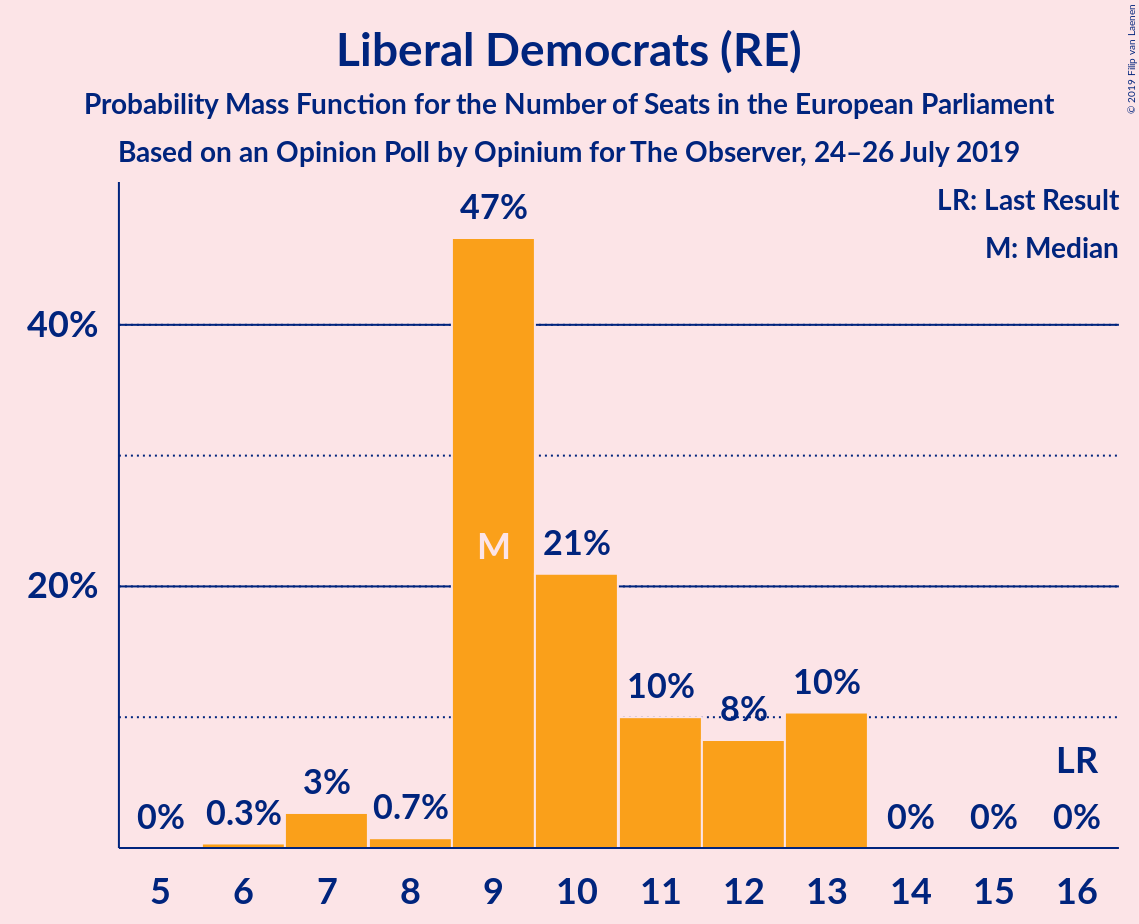 Liberal Democrats (RE)
Probability Mass Function for the Number of Seats in the European Parliament
Based on an Opinion Poll by Opinium for The Observer, 24–26 July 2019
© 2019 Filip van Laenen
LR: Last Result
M: Median
40%
20%
0%
0.3%
3%
0.7%
47%
M
21%
10%
8%
10%
0%
0%
LR
0%
5 6 7 8 9 10 11 12 13 14 15 16